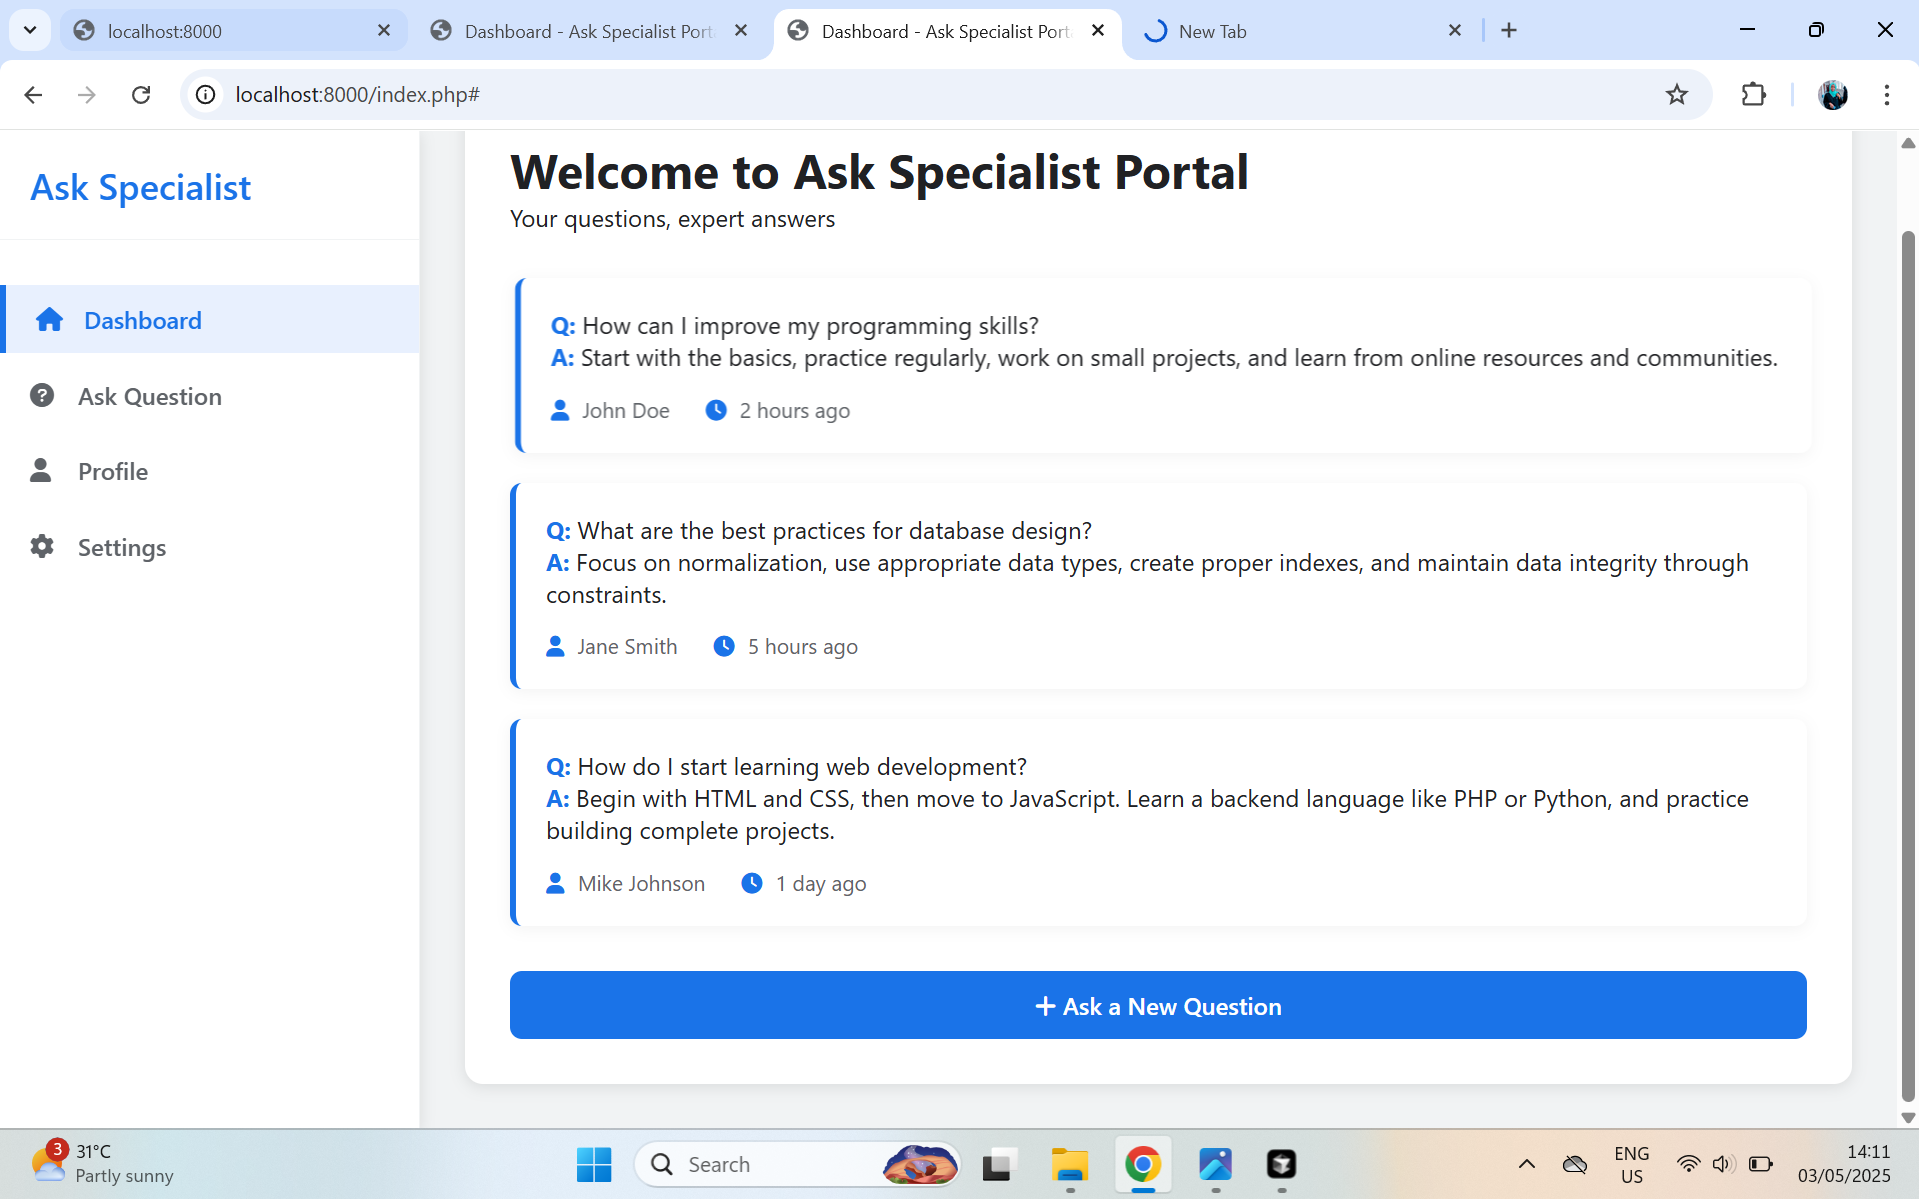 localhost:8000
Dashboard - Ask Specialist Port
Dashboard - Ask Specialist Port
New Tab
localhost:8000/index.php#
Ask Specialist
Dashboard
Ask Question
Profile
Settings
Welcome to Ask Specialist Portal
Your questions, expert answers
Q: How can I improve my programming skills?
A: Start with the basics, practice regularly, work on small projects, and learn from online resources and communities.
John Doe 2 hours ago
Q: What are the best practices for database design?
A: Focus on normalization, use appropriate data types, create proper indexes, and maintain data integrity through
constraints.
Jane Smith 5 hours ago
Q: How do I start learning web development?
A: Begin with HTML and CSS, then move to JavaScript. Learn a backend language like PHP or Python, and practice
building complete projects.
Mike Johnson 1 day ago
+ Ask a New Question
3
31°C
Partly sunny
Search
ENG
US
14:11
03/05/2025